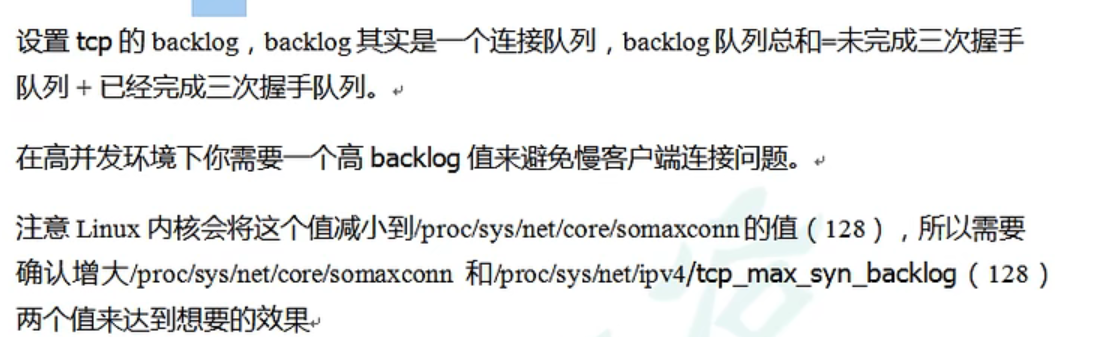 设置 tcp 的 backlog，backlog 其实是一个连接队列，backlog 队列总和=未完成三次握手
队列 + 已经完成三次握手队列。
在高并发环境下你需要一个高 backlog 值来避免慢客户端连接问题。
注意 Linux 内核会将这个值减小到/proc/sys/net/core/somaxconn 的值（128），所以需要
确认增大/proc/sys/net/core/somaxconn 和/proc/sys/net/ipv4/tcp_max_syn_backlog（128）
两个值来达到想要的效果